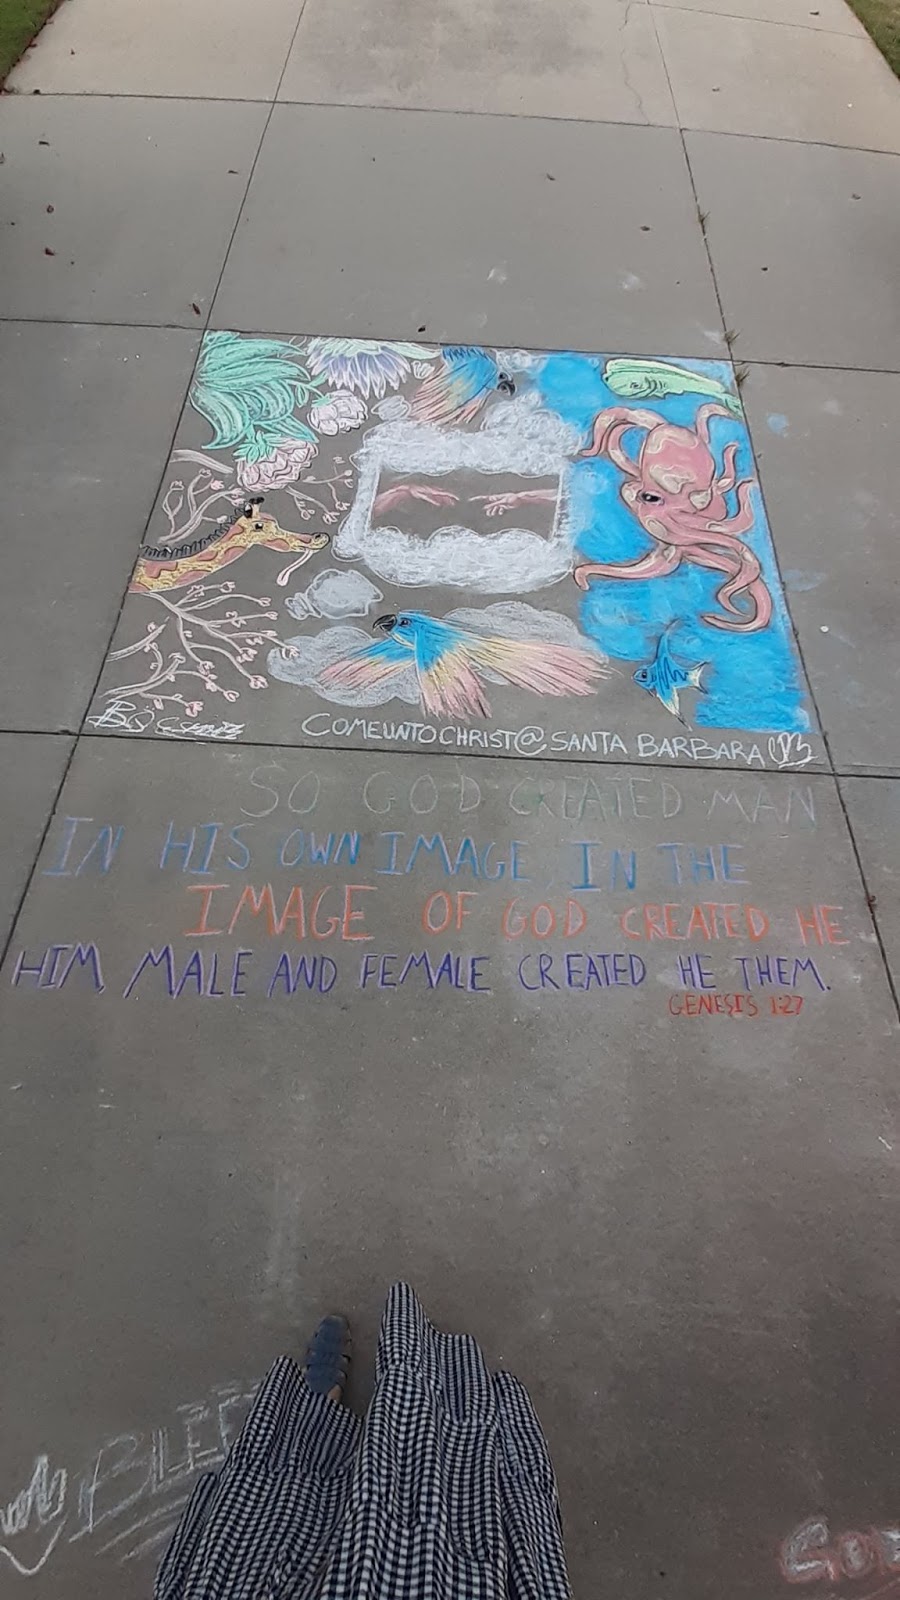 COMEUNTOCHRIST@SANTA BARBARA
SO GOD CREATED MAN
IN HIS OWN IMAGE, IN THE
IMAGE OF GOD CREATED HE
HIM, MALE AND FEMALE CREATED HE THEM.
GENESIS 1:27